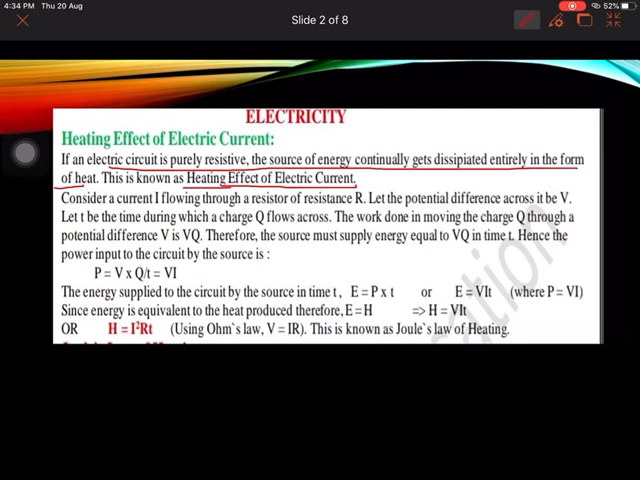 4:34 PM Thu 20 Aug
52%
Slide 2 of 8
ELECTRICITY
Heating Effect of Electric Current:
If an electric circuit is purely resistive, the source of energy continually gets dissipiated entirely in the form
of heat. This is known as Heating Effect of Electric Current.
Consider a current I flowing through a resistor of resistance R. Let the potential difference across it be V.
Let t be the time during which a charge Q flows across. The work done in moving the charge Q through a
potential difference V is VQ. Therefore, the source must supply energy equal to VQ in time t. Hence the
power input to the circuit by the source is :
P = V x Q/t = VI
The energy supplied to the circuit by the source in time t, E = P x t or E = VIt (where P = VI)
Since energy is equivalent to the heat produced therefore, E = H => H = VIt
OR H = I²Rt (Using Ohm`s law, V = IR). This is known as Joule`s law of Heating.